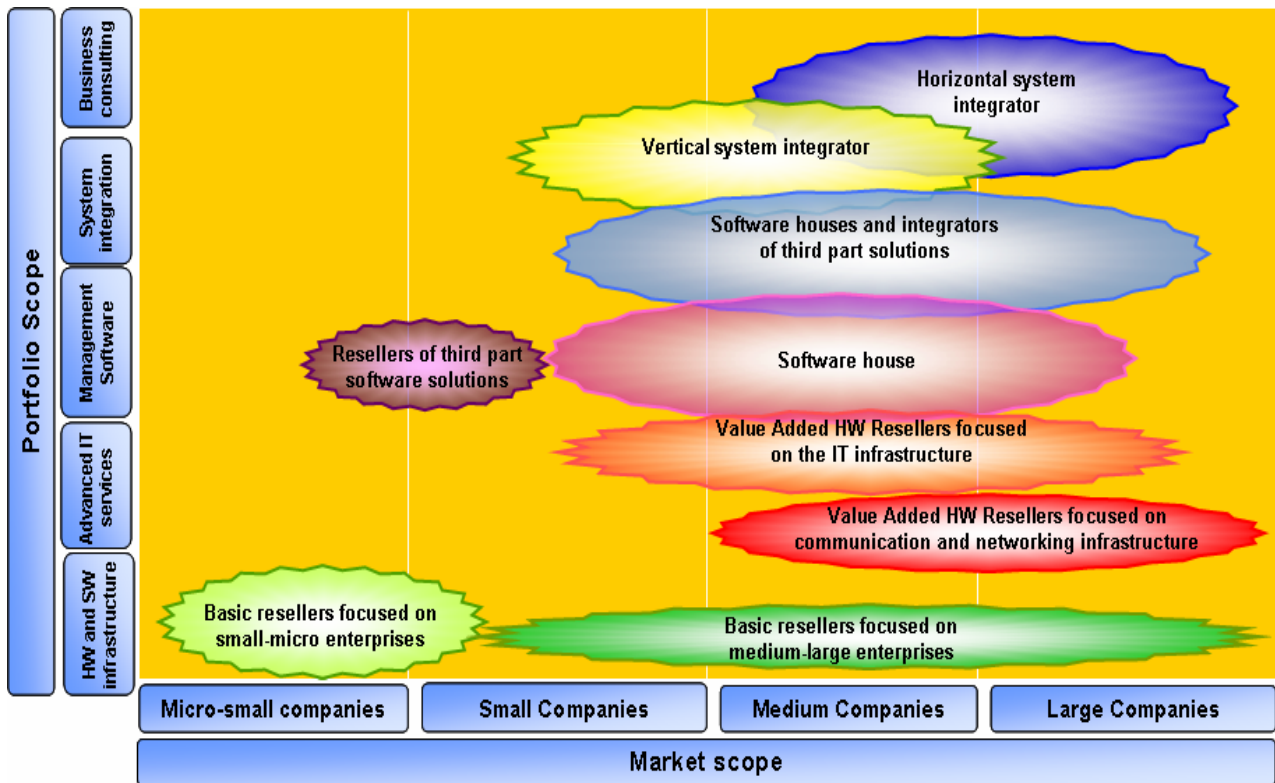 Portfolio Scope
Business
consulting
System
integration
Management
Software
Advanced IT
services
HW and SW
infrastructure
Horizontal system
integrator
Vertical system integrator
Software houses and integrators
of third part solutions
Resellers of third part
software solutions
Software house
Value Added HW Resellers focused
on the IT infrastructure
Value Added HW Resellers focused on
communication and networking infrastructure
Basic resellers focused on
small-micro enterprises
Basic resellers focused on
medium-large enterprises
Micro-small companies
Small Companies
Medium Companies
Large Companies
Market scope